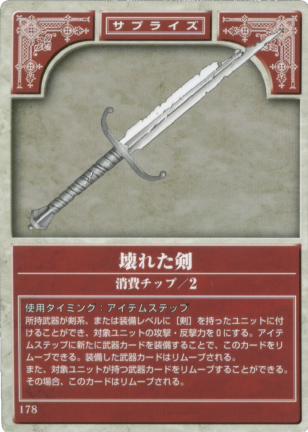 サプライズ
壊れた剣
消費チップ／2
使用タイミング：アイテムステップ
所持武器が剣系、または装備レベルに［剣］を持ったユニットに付
けることができ、対象ユニットの攻撃・反撃力を０にする。アイテ
ムステップに新たに武器カードを装備することで、このカードはリ
ムーブできる。装備した武器カードはリムーブされる。
また、対象ユニットが持つ武器カードもリムーブすることができ、
その場合、このカードはリムーブされる。
178